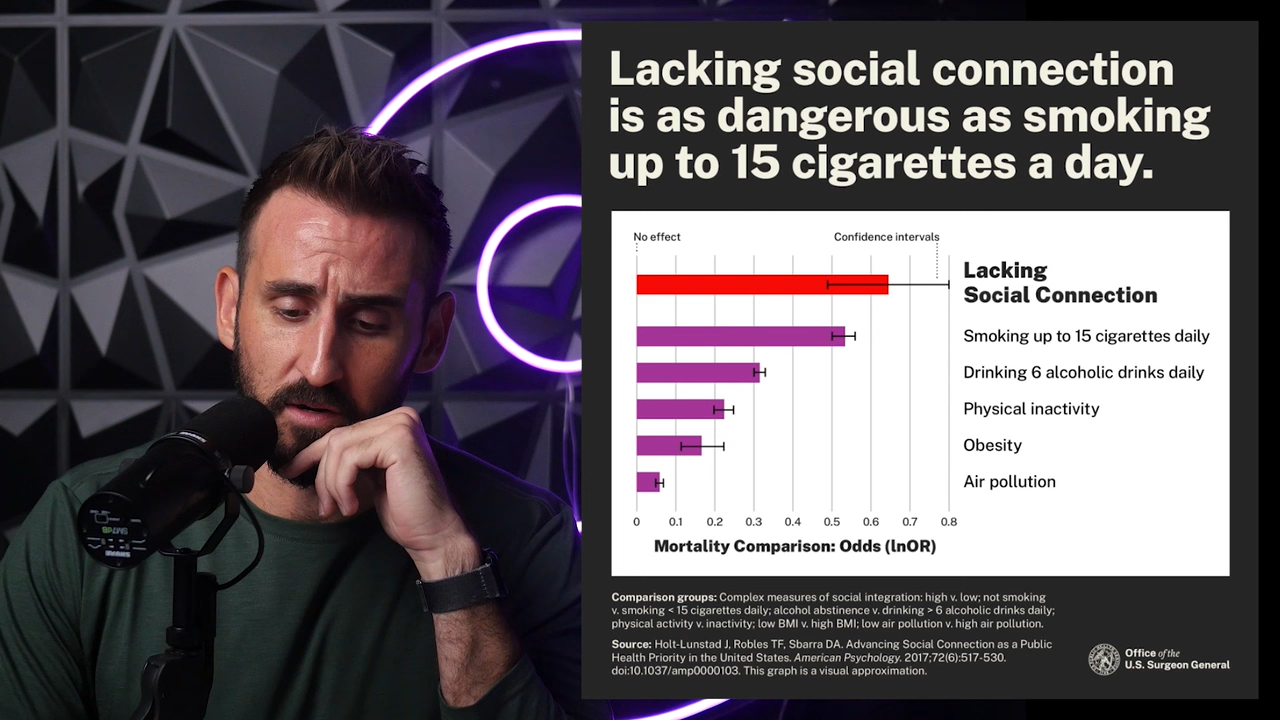 Lacking social connection
is as dangerous as smoking
up to 15 cigarettes a day.
No effect
Confidence intervals
Lacking
Social Connection
Smoking up to 15 cigarettes daily
Drinking 6 alcoholic drinks daily
Physical inactivity
Obesity
Air pollution
0 0.1 0.2 0.3 0.4 0.5 0.6 0.7 0.8
Mortality Comparison: Odds (lnOR)
Comparison groups: Complex measures of social integration: high v. low; not smoking
v. smoking < 15 cigarettes daily; alcohol abstinence v. drinking > 6 alcoholic drinks daily;
physical activity v. inactivity; low BMI v. high BMI; low air pollution v. high air pollution.
Source: Holt-Lunstad J, Robles TF, Sbarra DA. Advancing Social Connection as a Public
Health Priority in the United States. American Psychology. 2017;72(6):517-530.
doi:10.1037/amp0000103. This graph is a visual approximation.
Office of the
U.S. Surgeon General